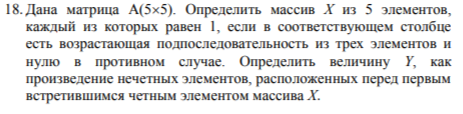 18. Дана матрица A(5×5). Определить массив X из 5 элементов,
каждый из которых равен 1, если в соответствующем столбце
есть возрастающая подпоследовательность из трех элементов и
нулю в противном случае. Определить величину Y, как
произведение нечетных элементов, расположенных перед первым
встретившимся четным элементом массива X.